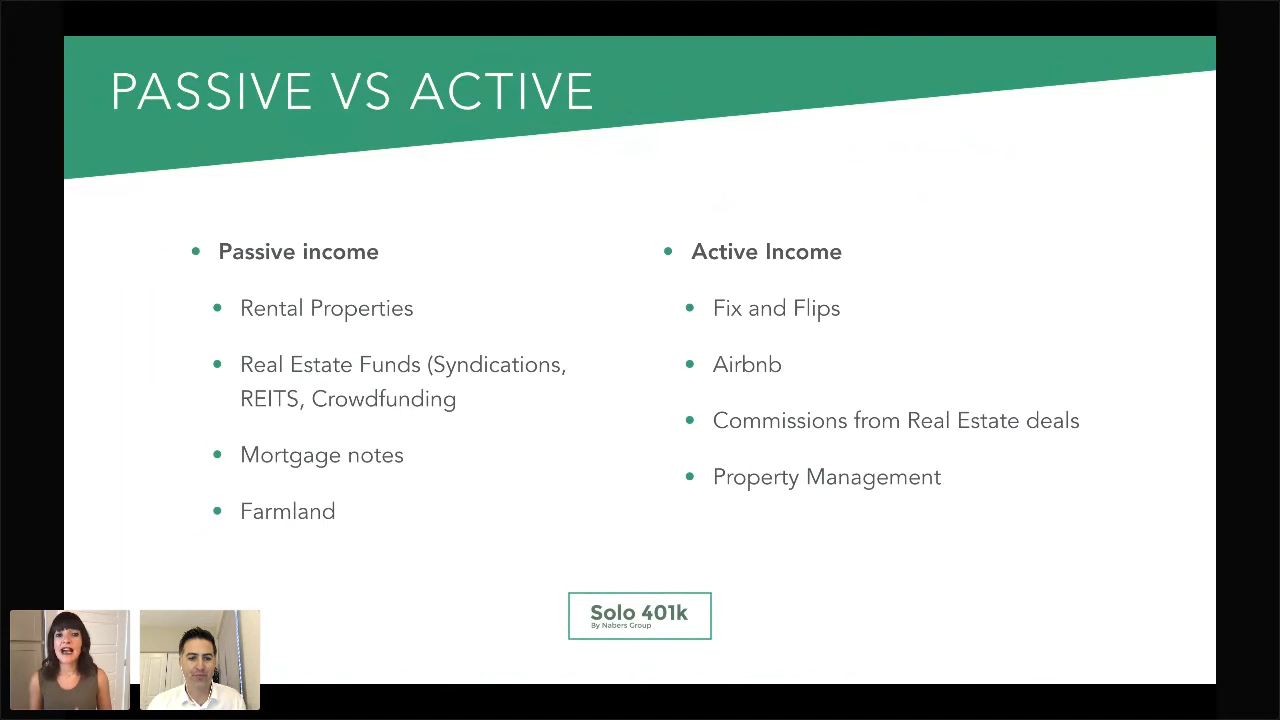 PASSIVE VS ACTIVE
Passive income
Rental Properties
Real Estate Funds (Syndications,
REITS, Crowdfunding
Mortgage notes
Farmland
Active Income
Fix and Flips
Airbnb
Commissions from Real Estate deals
Property Management
Solo 401k
By Nabers Group